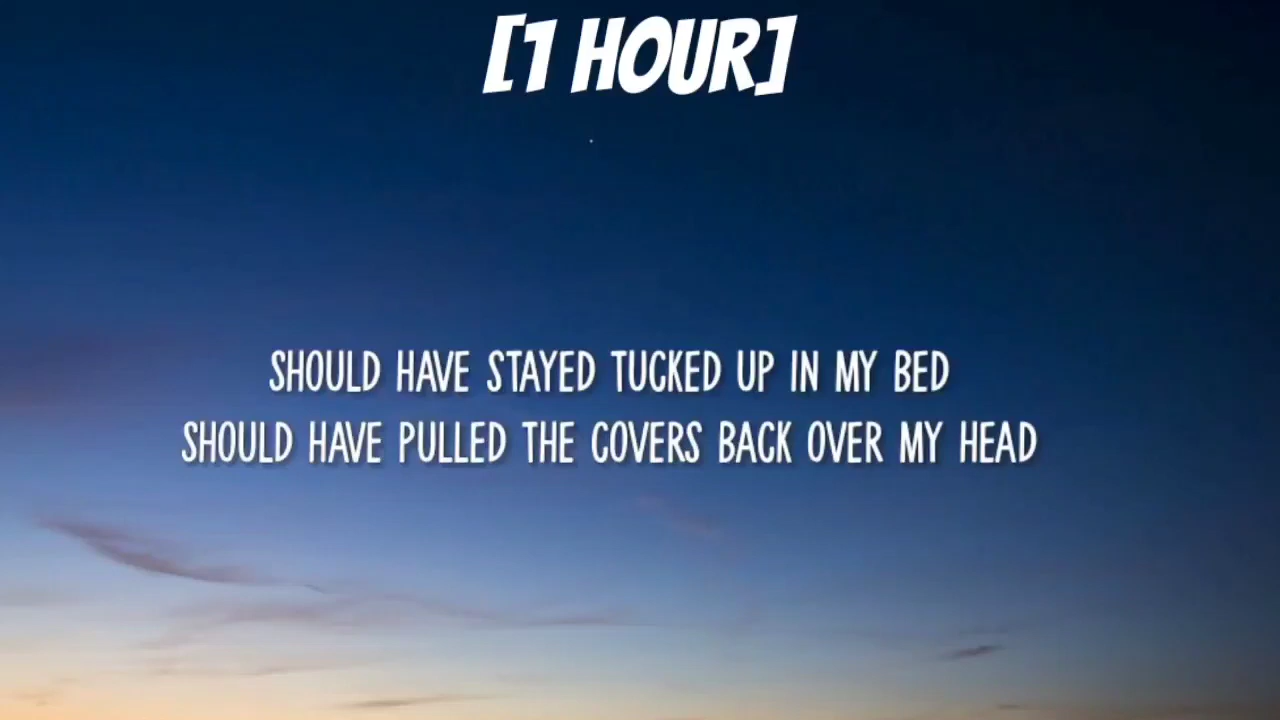 [1 HOUR]
SHOULD HAVE STAYED TUCKED UP IN MY BED
SHOULD HAVE PULLED THE COVERS BACK OVER MY HEAD